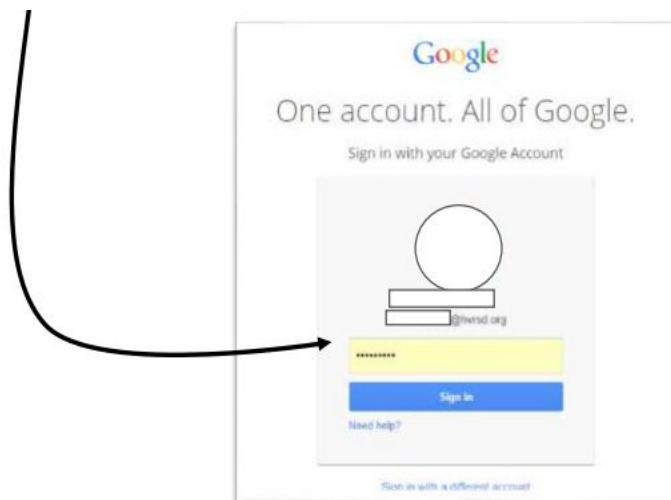 Google
One account. All of Google.
Sign in with your Google Account
@hvrsd.org
•••••••••
Sign in
Need help?
Sign in with a different account